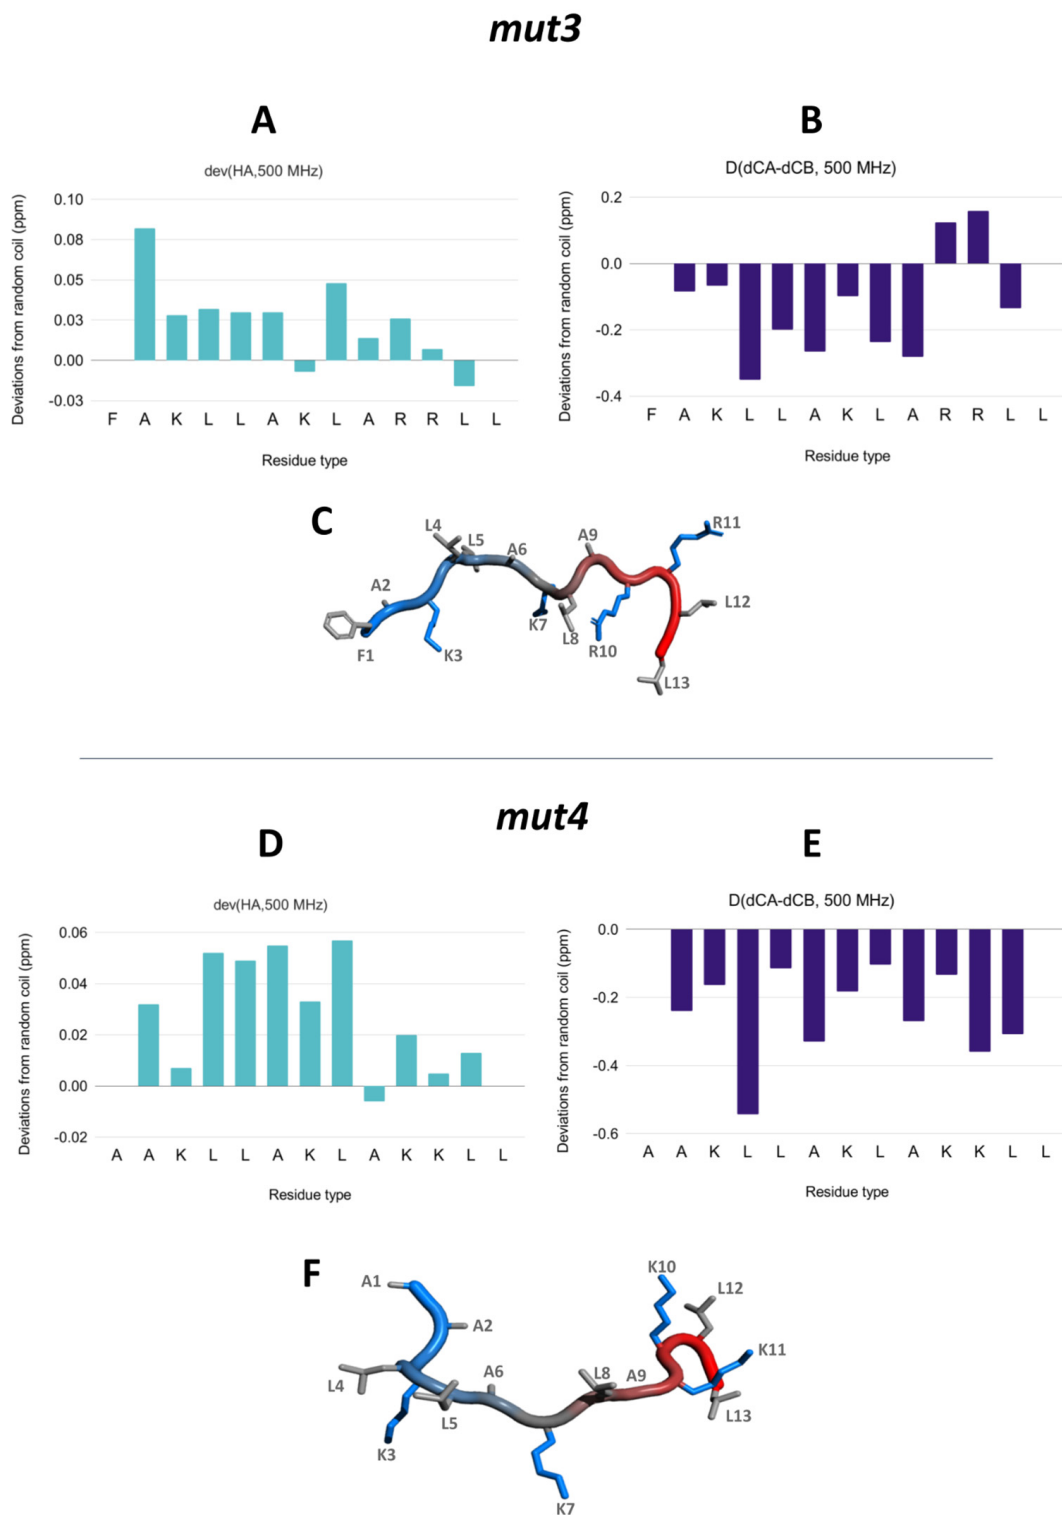 mut3
A
B
dev(HA,500 MHz)
D(dCA-dCB, 500 MHz)
Deviations from random coil (ppm)
0.10
0.08
0.05
0.03
0.00
-0.03
F A K L L A K L A R R L L
Residue type
Deviations from random coil (ppm)
0.2
0.0
-0.2
-0.4
F A K L L A K L A R R L L
Residue type
C
L4
L5
A6
A9
R11
A2
F1
K3
K7
L8
R10
L12
L13
mut4
D
E
dev(HA,500 MHz)
D(dCA-dCB, 500 MHz)
Deviations from random coil (ppm)
0.06
0.04
0.02
0.00
-0.02
A A K L L A K L A K K L L
Residue type
Deviations from random coil (ppm)
0.0
-0.2
-0.4
-0.6
A A K L L A K L A K K L L
Residue type
F
A1
A2
K10
L12
L4
A6
L8
A9
K11
K3
L5
L13
K7